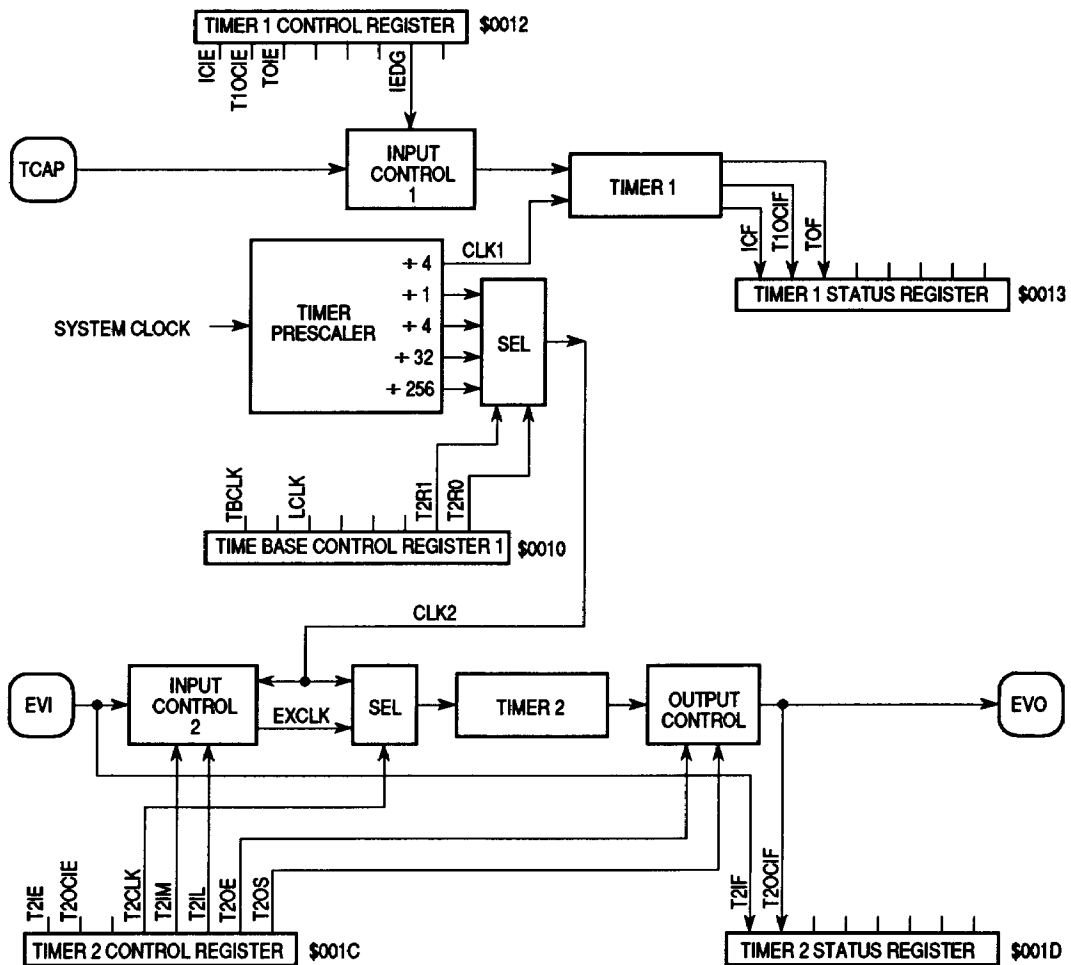 TIMER 1 CONTROL REGISTER $0012
ICIE
T1OCIE
TOIE
IEDG
TCAP
INPUT
CONTROL
1
TIMER 1
ICF
T1OCIF
TOF
TIMER 1 STATUS REGISTER $0013
CLK1
SYSTEM CLOCK
TIMER
PRESCALER
÷ 4
÷ 1
÷ 4
÷ 32
÷ 256
SEL
TBCLK
LCLK
T2R1
T2R0
TIME BASE CONTROL REGISTER 1 $0010
CLK2
EVI
INPUT
CONTROL
2
EXCLK
SEL
TIMER 2
OUTPUT
CONTROL
EVO
T2IE
T2OCIE
T2CLK
T2IM
T2IL
T2OE
T2OS
T2IF
T2OCIF
TIMER 2 CONTROL REGISTER $001C
TIMER 2 STATUS REGISTER $001D